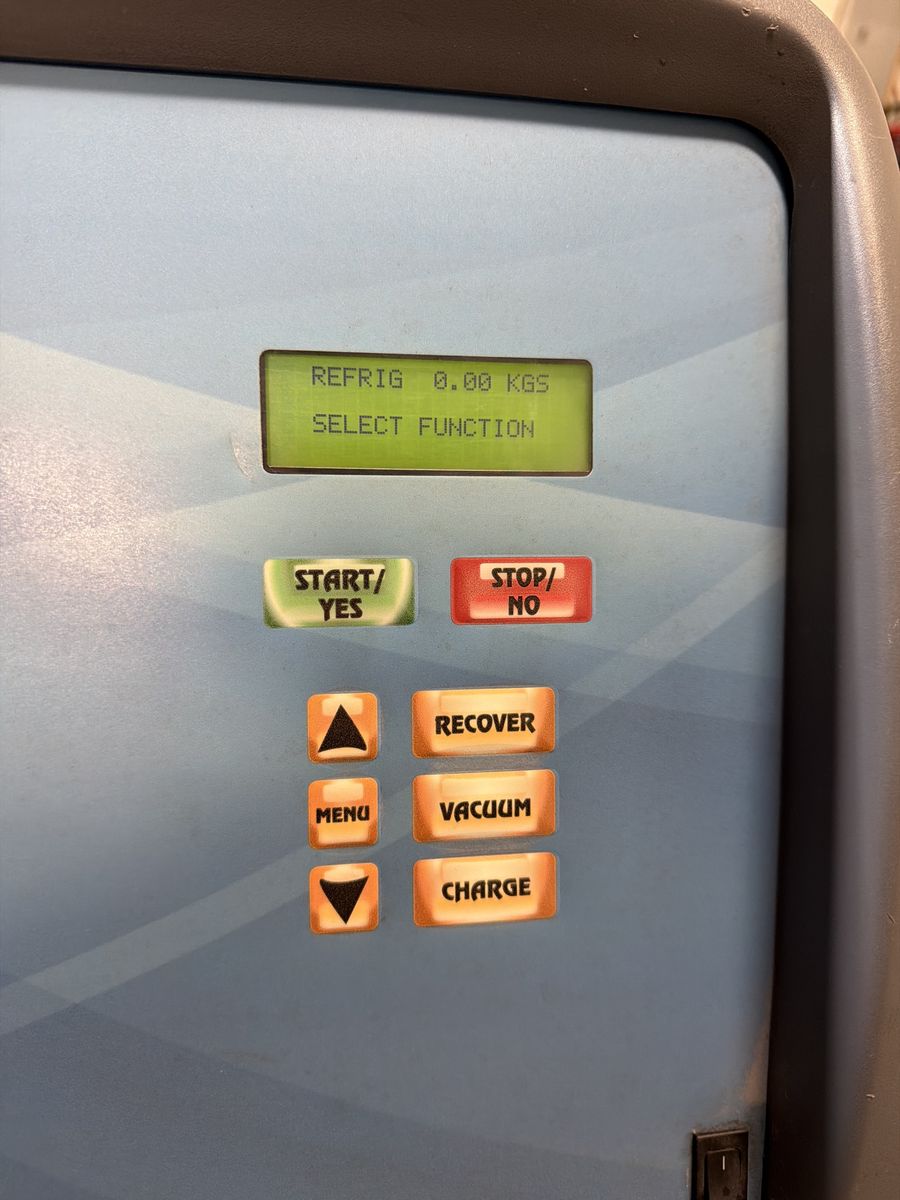 REFRIG 0.00 KGS
SELECT FUNCTION
START/
YES
STOP/
NO
RECOVER
MENU
VACUUM
CHARGE